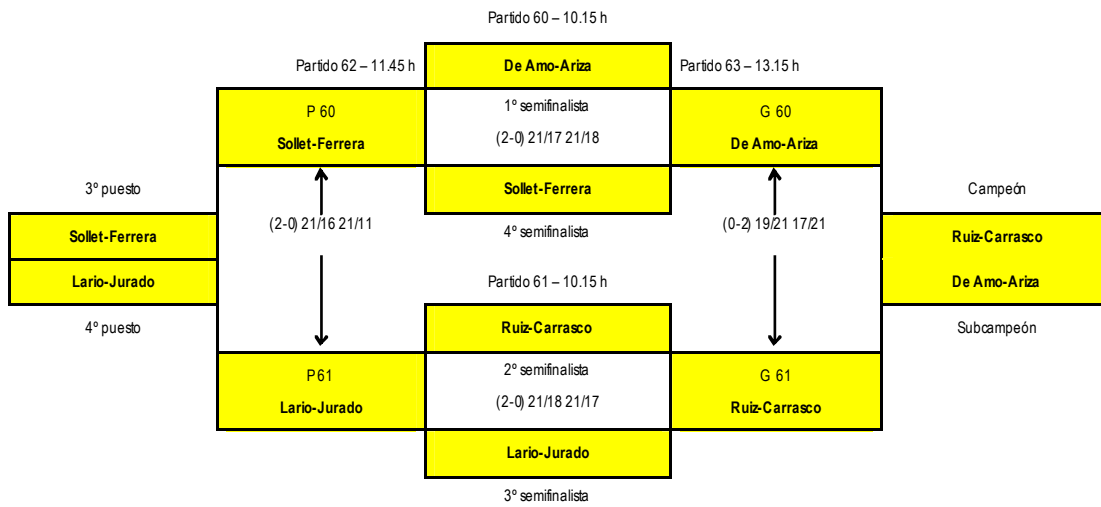 Partido 60 – 10.15 h
Partido 62 – 11.45 h
De Amo-Ariza
Partido 63 – 13.15 h
P 60
Sollet-Ferrera
1º semifinalista
(2-0) 21/17 21/18
G 60
De Amo-Ariza
3º puesto
Sollet-Ferrera
Campeón
Sollet-Ferrera
(2-0) 21/16 21/11
4º semifinalista
(0-2) 19/21 17/21
Ruiz-Carrasco
Lario-Jurado
Partido 61 – 10.15 h
De Amo-Ariza
4º puesto
Ruiz-Carrasco
Subcampeón
P61
Lario-Jurado
2º semifinalista
(2-0) 21/18 21/17
G 61
Ruiz-Carrasco
Lario-Jurado
3º semifinalista